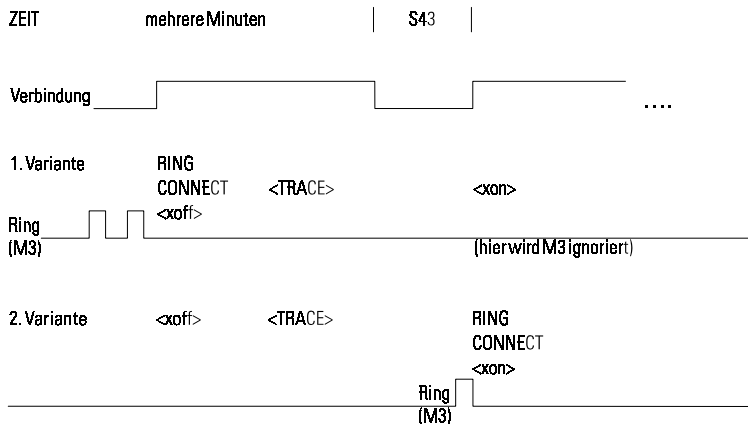 ZEIT mehrere Minuten S43
Verbindung ....
1. Variante RING
CONNECT <TRACE> <xon>
<xoff>
Ring
(M3) (hier wird M3 ignoriert)
2. Variante <xoff> <TRACE> RING
CONNECT
<xon>
Ring
(M3)